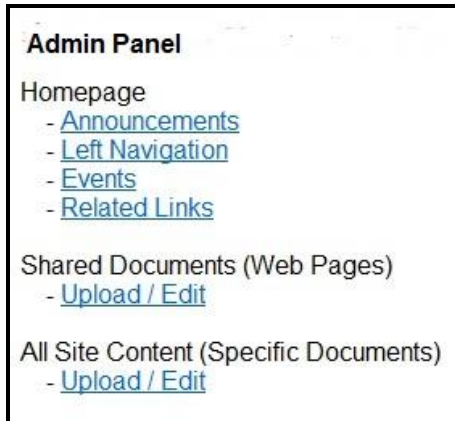 Admin Panel
Homepage
- Announcements
- Left Navigation
- Events
- Related Links
Shared Documents (Web Pages)
- Upload / Edit
All Site Content (Specific Documents)
- Upload / Edit